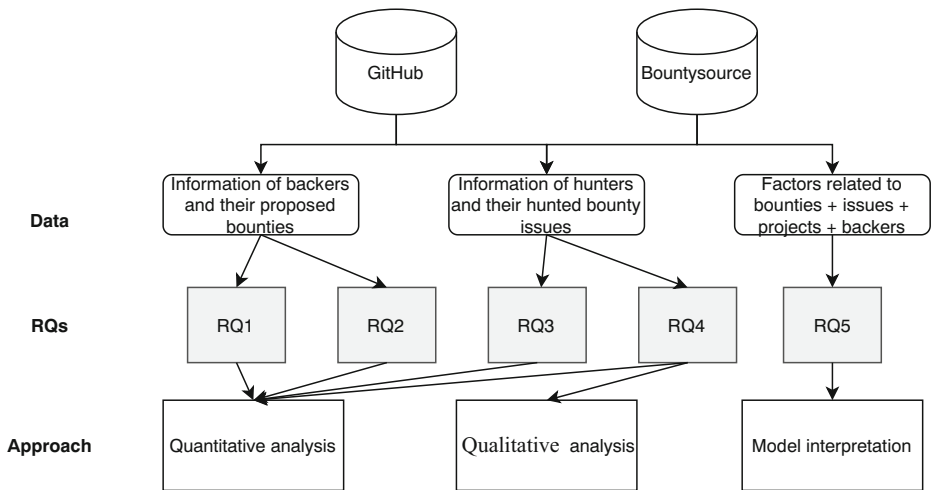 GitHub
Bountysource
Data
Information of backers
and their proposed
bounties
Information of hunters
and their hunted bounty
issues
Factors related to
bounties + issues +
projects + backers
RQs
RQ1
RQ2
RQ3
RQ4
RQ5
Approach
Quantitative analysis
Qualitative analysis
Model interpretation